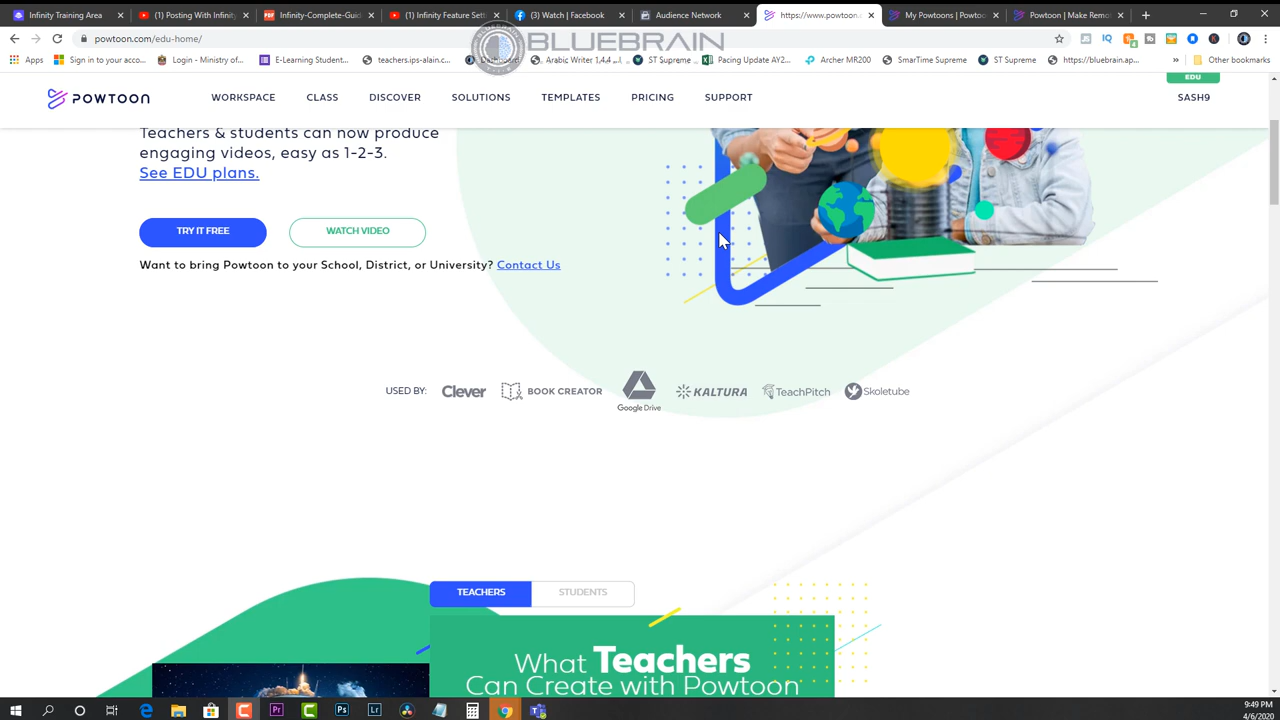 Infinity Training And
Posting With Infinity
Infinity-Complete-Guid
Infinity Feature Set
(3) Watch | Facebook
Audience Network
https://www.powtoon.c
My Powtoons | Powtoo
Powtoon | Make Remo
powtoon.com/edu-home/
BLUEBRAIN
Apps
Sign in to your acco...
Login - Ministry of...
E-Learning Student...
teachers.ips-alain.c...
Dashboard
Arabic Writer 1,4,4
ST Supreme
Pacing Update AY2...
Archer MR200
SmarTime Supreme
ST Supreme
https://bluebrain.ap...
Other bookmarks
POWTOON
WORKSPACE
CLASS
DISCOVER
SOLUTIONS
TEMPLATES
PRICING
SUPPORT
EDU
SASH9
Teachers & students can now produce
engaging videos, easy as 1-2-3.
See EDU plans.
TRY IT FREE
WATCH VIDEO
Want to bring Powtoon to your School, District, or University? Contact Us
USED BY:
Clever
BOOK CREATOR
Google Drive
KALTURA
TeachPitch
Skoletube
TEACHERS
STUDENTS
What Teachers
Can Create with Powtoon
9:49 PM
4/6/2020